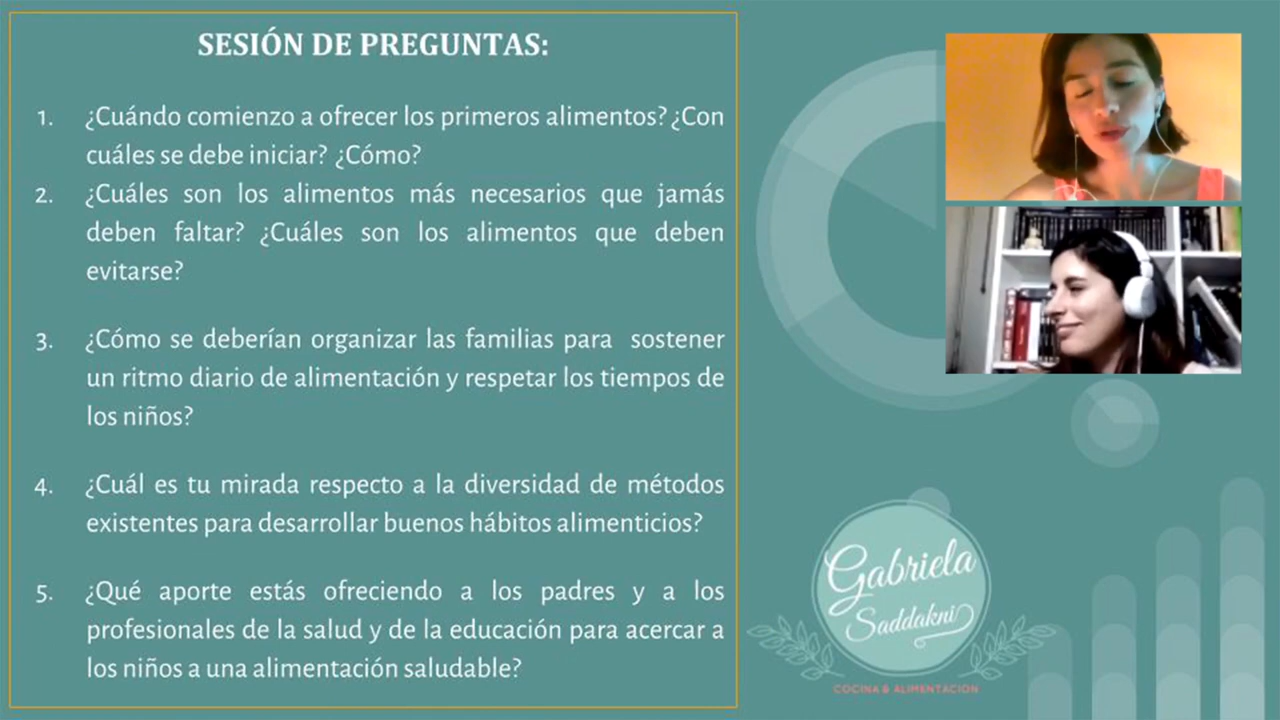 SESIÓN DE PREGUNTAS:
1. ¿Cuándo comienzo a ofrecer los primeros alimentos? ¿Con
cuáles se debe iniciar? ¿Cómo?
2. ¿Cuáles son los alimentos más necesarios que jamás
deben faltar? ¿Cuáles son los alimentos que deben
evitarse?
3. ¿Cómo se deberían organizar las familias para sostener
un ritmo diario de alimentación y respetar los tiempos de
los niños?
4. ¿Cuál es tu mirada respecto a la diversidad de métodos
existentes para desarrollar buenos hábitos alimenticios?
5. ¿Qué aporte estás ofreciendo a los padres y a los
profesionales de la salud y de la educación para acercar a
los niños a una alimentación saludable?
Gabriela
Saddakni
COCINA & ALIMENTACION